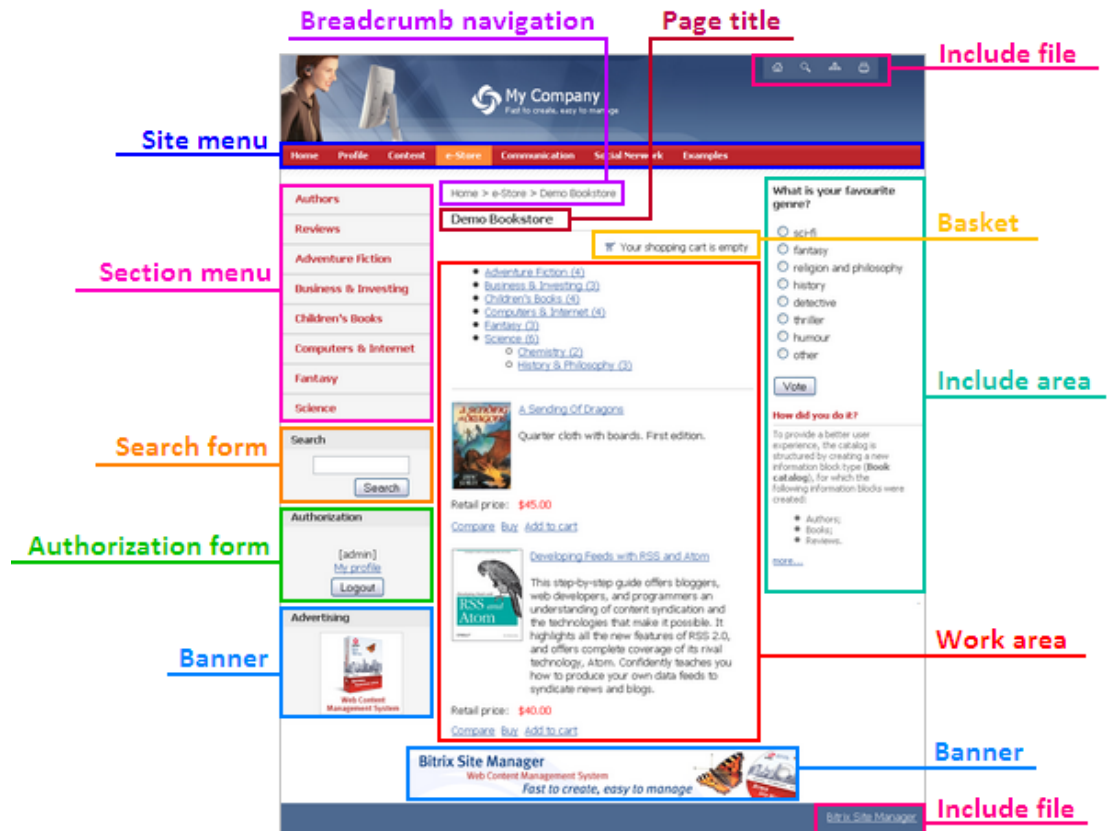 Breadcrumb navigation
Page title
Include file
My Company
Fast to create, easy to manage
Site menu
Home Profile Content e-Store Communication Social Nerwork Examples
Section menu
Authors
Reviews
Adventure Fiction
Business & Investing
Children's Books
Computers & Internet
Fantasy
Science
Search form
Search
Search
Authorization form
Authorization
[admin]
My profile
Logout
Banner
Advertising
Web Content
Management System
Home > e-Store > Demo Bookstore
Demo Bookstore
Your shopping cart is empty
Basket
Adventure Fiction (4)
Business & Investing (3)
Children's Books (4)
Computers & Internet (4)
Fantasy (3)
Science (6)
Chemistry (2)
History & Philosophy (3)
A SENDING
OF DRAGONS
A Sending Of Dragons
Quarter cloth with boards. First edition.
Retail price: $45.00
Compare Buy Add to cart
RSS and
Atom
Developing Feeds with RSS and Atom
This step-by-step guide offers bloggers,
web developers, and programmers an
understanding of content syndication and
the technologies that make it possible. It
highlights all the new features of RSS 2.0,
and offers complete coverage of its rival
technology, Atom. Confidently teaches you
how to produce your own data feeds to
syndicate news and blogs.
Retail price: $40.00
Compare Buy Add to cart
Work area
What is your favourite
genre?
sci-fi
fantasy
religion and philosophy
history
detective
thriller
humour
other
Vote
Include area
How did you do it?
To provide a better user
experience, the catalog is
structured by creating a new
information block type (Book
catalog), for which the
following information blocks were
created:
Authors;
Books;
Reviews.
more...
Bitrix Site Manager
Web Content Management System
Fast to create, easy to manage
Banner
Bitrix Site Manager
Include file